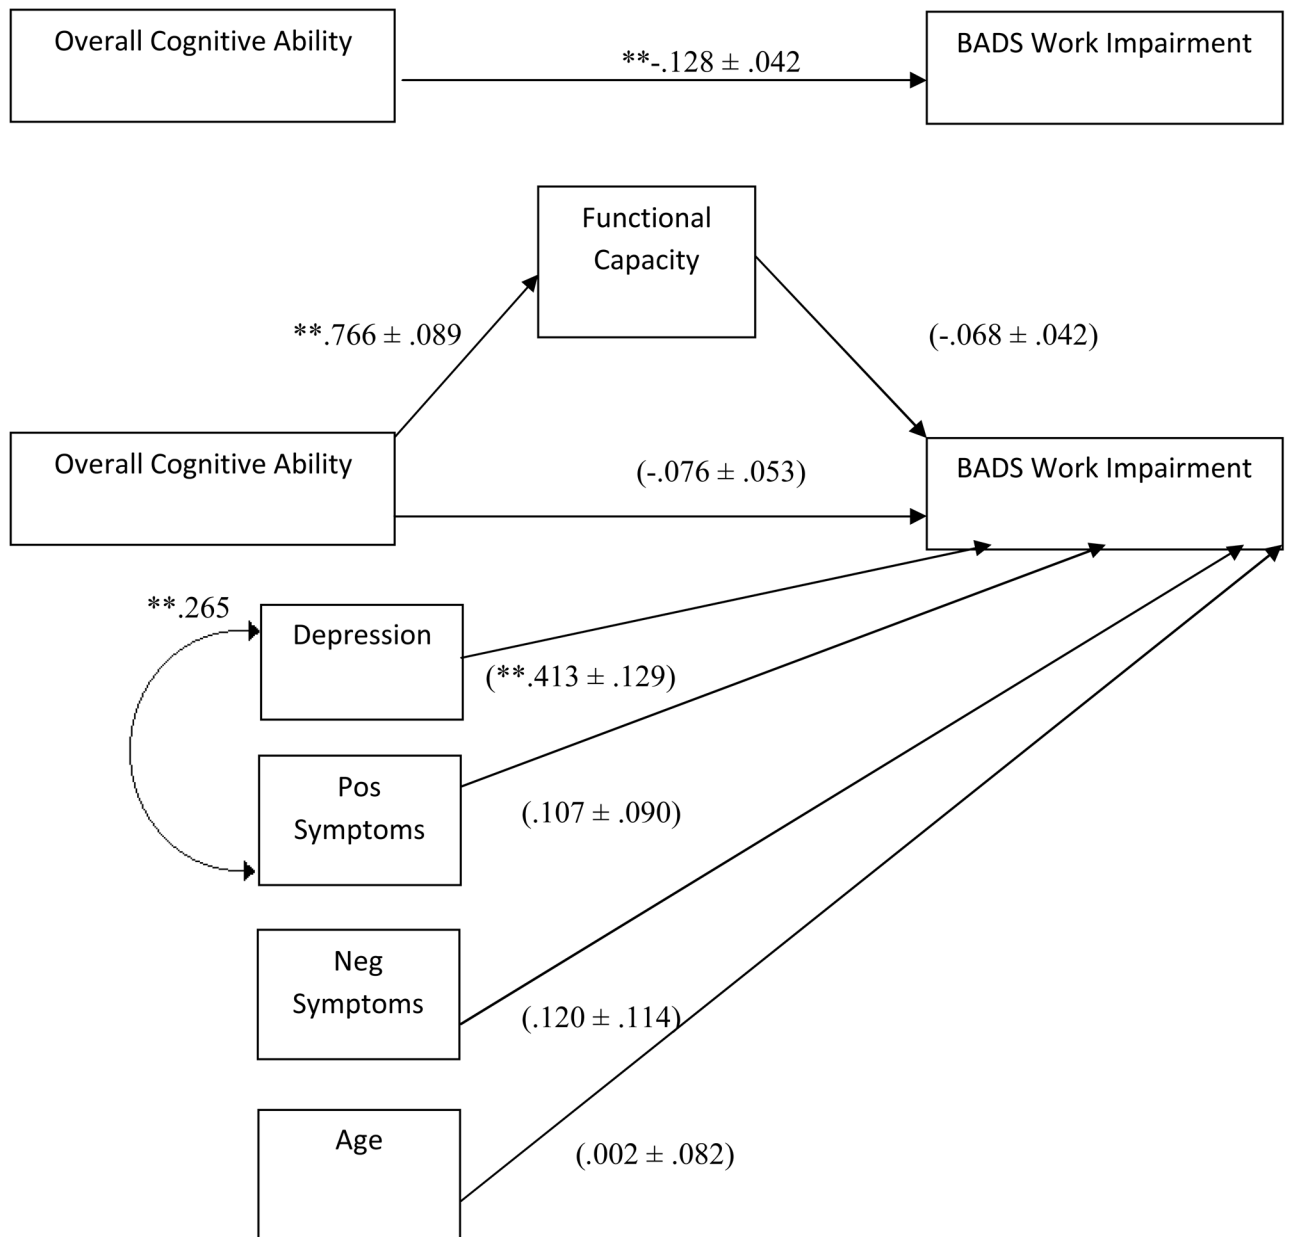 Overall Cognitive Ability
**-.128 ± .042
BADS Work Impairment
Functional
Capacity
**.766 ± .089
(-.068 ± .042)
Overall Cognitive Ability
(-.076 ± .053)
BADS Work Impairment
**.265
Depression
(**.413 ± .129)
Pos
Symptoms
(.107 ± .090)
Neg
Symptoms
(.120 ± .114)
Age
(.002 ± .082)